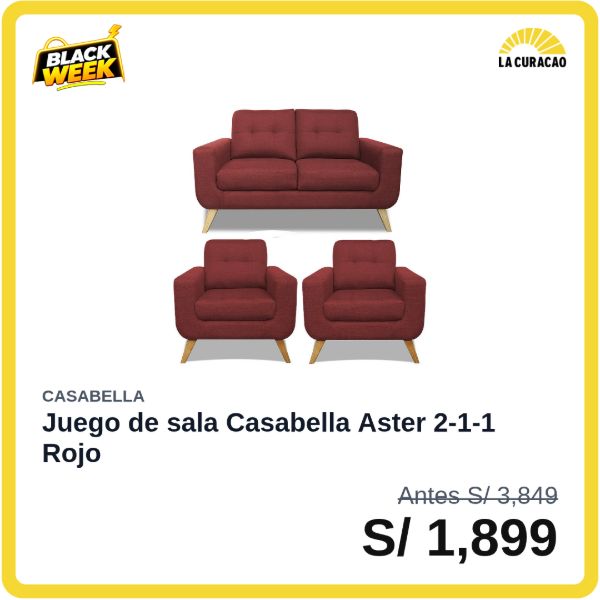 BLACK
WEEK
LA CURACAO
CASABELLA
Juego de sala Casabella Aster 2-1-1
Rojo
Antes S/ 3,849
S/ 1,899